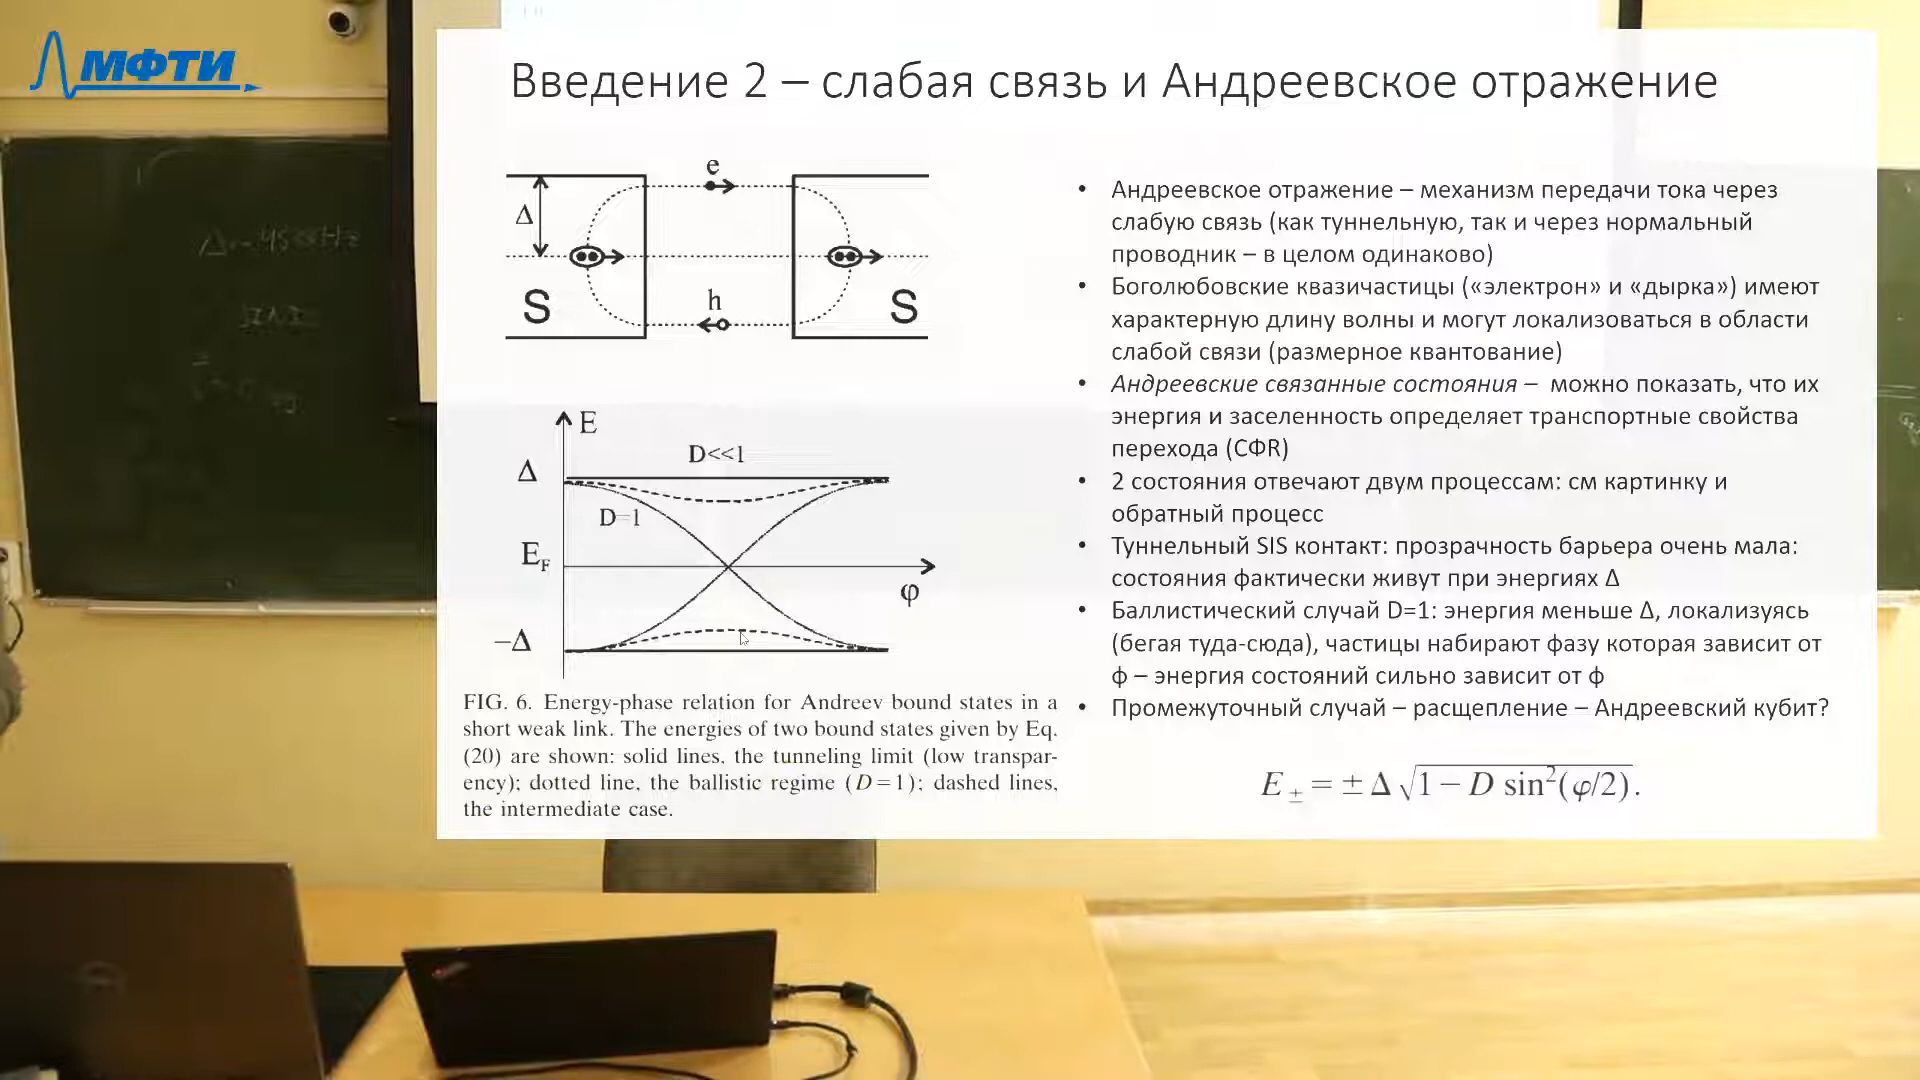 МФТИ
Введение 2 – слабая связь и Андреевское отражение
e
Δ
h
S
S
E
D<<1
Δ
D=1
E_F
φ
−Δ
FIG. 6. Energy-phase relation for Andreev bound states in a
short weak link. The energies of two bound states given by Eq.
(20) are shown: solid lines, the tunneling limit (low transpar-
ency); dotted line, the ballistic regime (D=1); dashed lines,
the intermediate case.
• Андреевское отражение – механизм передачи тока через
слабую связь (как туннельную, так и через нормальный
проводник – в целом одинаково)
• Боголюбовские квазичастицы («электрон» и «дырка») имеют
характерную длину волны и могут локализоваться в области
слабой связи (размерное квантование)
• Андреевские связанные состояния – можно показать, что их
энергия и заселенность определяет транспортные свойства
перехода (CФR)
• 2 состояния отвечают двум процессам: см картинку и
обратный процесс
• Туннельный SIS контакт: прозрачность барьера очень мала:
состояния фактически живут при энергиях Δ
• Баллистический случай D=1: энергия меньше Δ, локализуясь
(бегая туда-сюда), частицы набирают фазу которая зависит от
ф – энергия состояний сильно зависит от ф
• Промежуточный случай – расщепление – Андреевский кубит?
E± = ± Δ √1 − D sin²(φ/2).